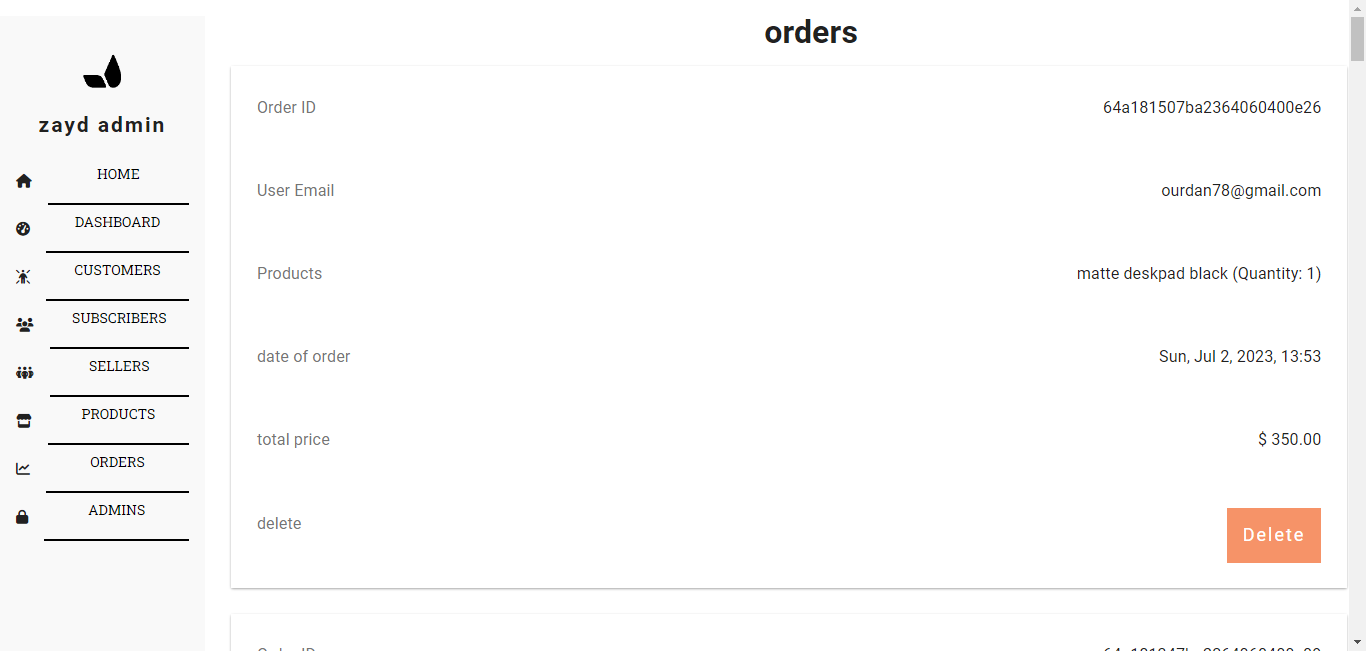 orders
zayd admin
HOME
DASHBOARD
CUSTOMERS
SUBSCRIBERS
SELLERS
PRODUCTS
ORDERS
ADMINS
Order ID 64a181507ba2364060400e26
User Email ourdan78@gmail.com
Products matte deskpad black (Quantity: 1)
date of order Sun, Jul 2, 2023, 13:53
total price $ 350.00
delete Delete
Order ID